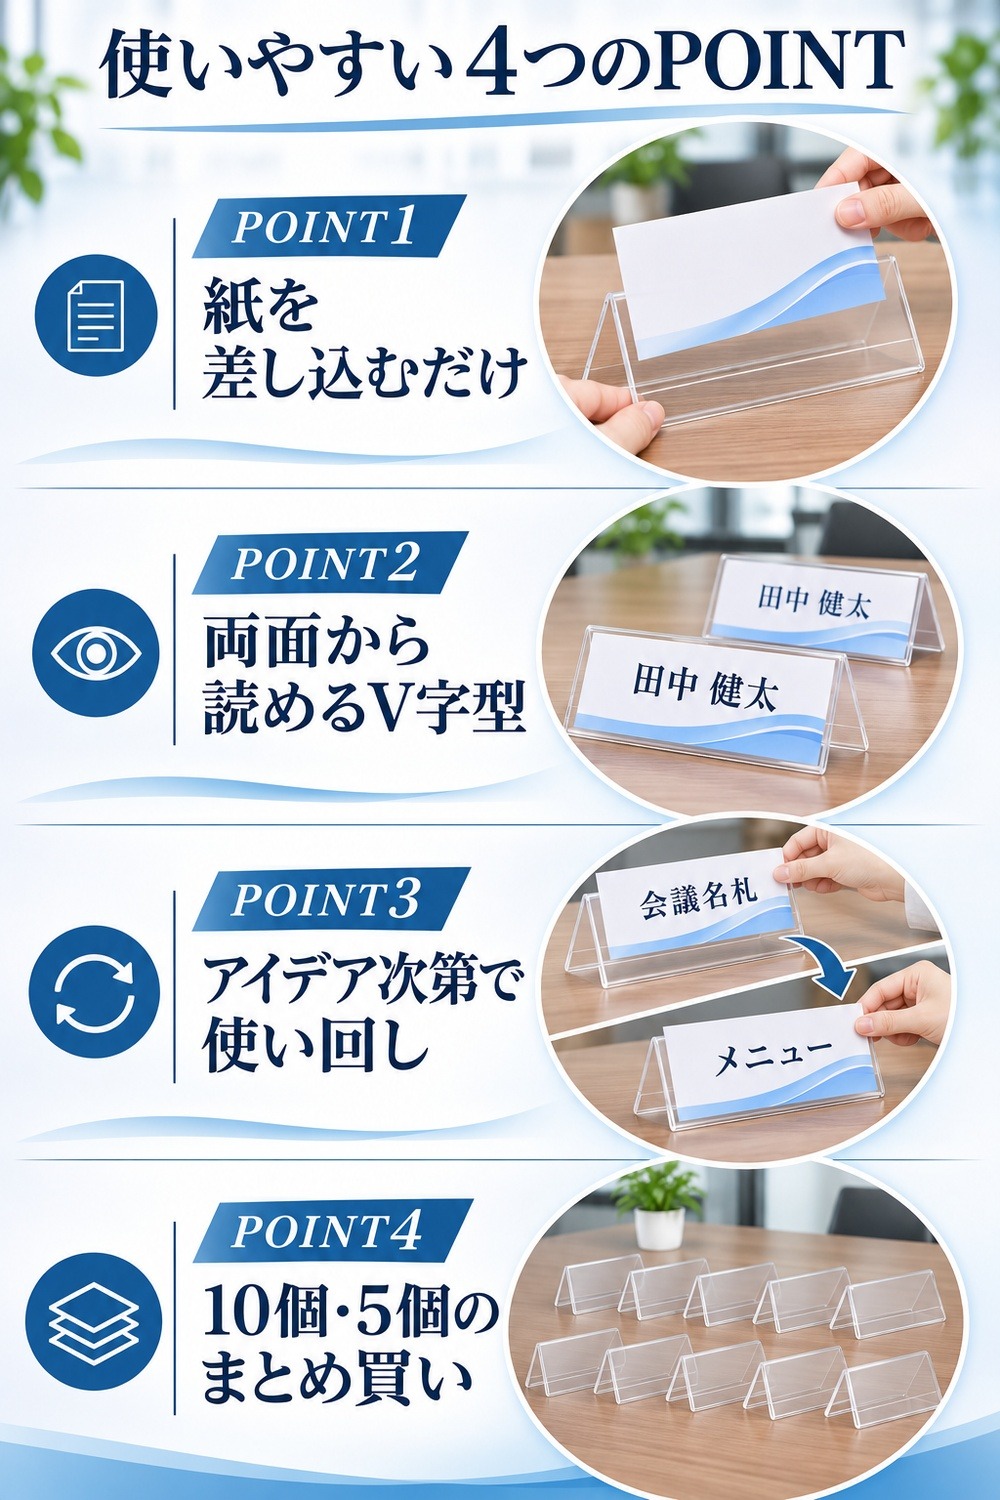 使いやすい4つのPOINT
POINT1
紙を
差し込むだけ
POINT2
両面から
読めるV字型
田中 健太
田中 健太
POINT3
アイデア次第で
使い回し
会議名札
メニュー
POINT4
10個・5個の
まとめ買い